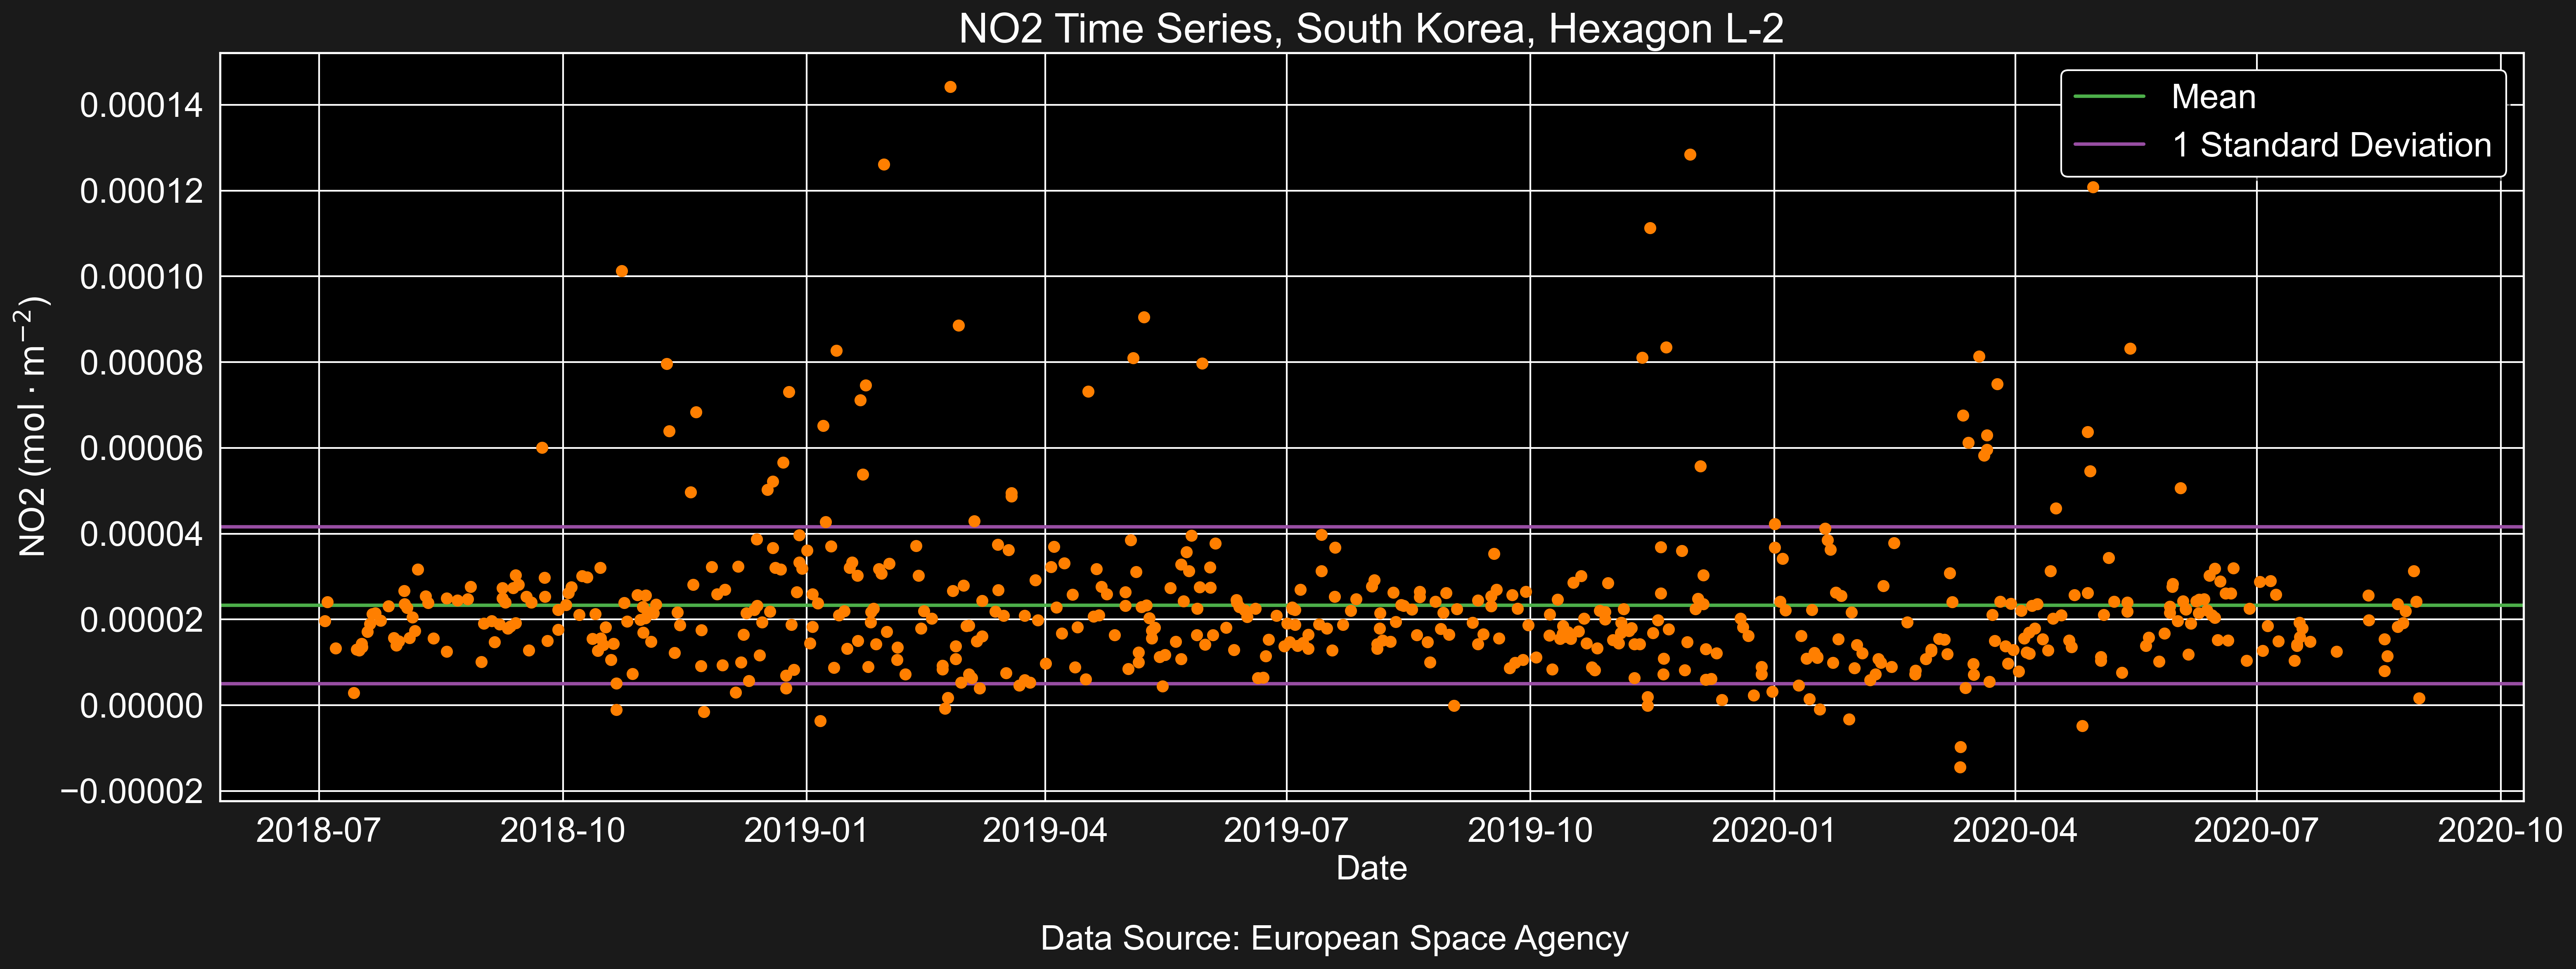 NO2 Time Series, South Korea, Hexagon L-2
Mean
1 Standard Deviation
NO2 (mol · m⁻²)
0.00014
0.00012
0.00010
0.00008
0.00006
0.00004
0.00002
0.00000
−0.00002
2018-07 2018-10 2019-01 2019-04 2019-07 2019-10 2020-01 2020-04 2020-07 2020-10
Date
Data Source: European Space Agency